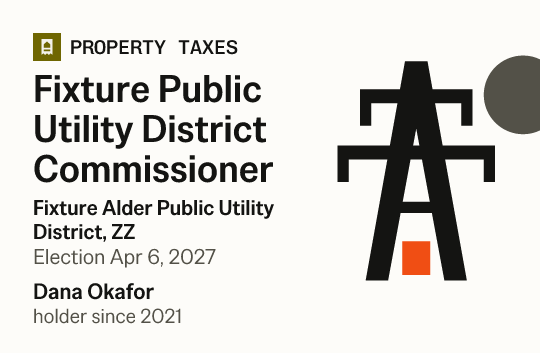 PROPERTY TAXES
Fixture Public
Utility District
Commissioner
Fixture Alder Public Utility
District, ZZ
Election Apr 6, 2027
Dana Okafor
holder since 2021